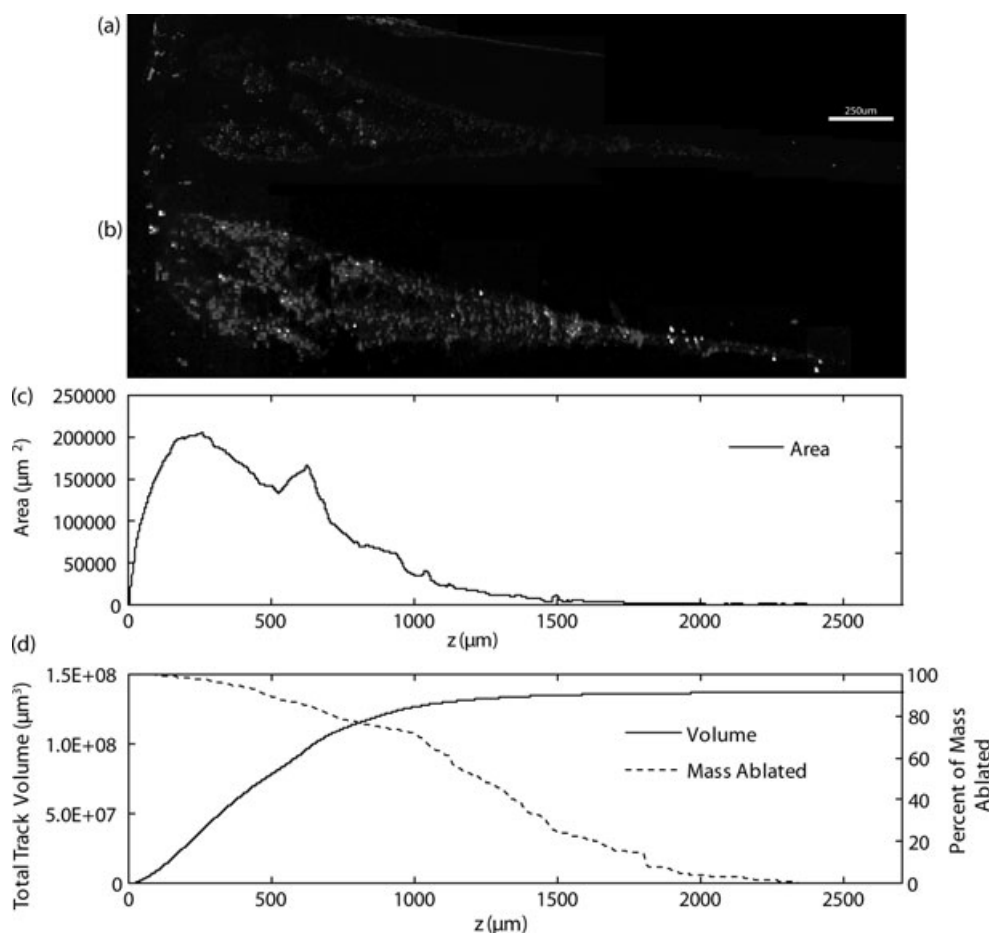 (a)
250um
(b)
(c)
250000
200000
150000
100000
50000
0
Area (μm ²)
Area
0 500 1000 1500 2000 2500
z (μm)
(d)
1.5E+08
1.0E+08
5.0E+07
0
Total Track Volume (μm³)
Volume
Mass Ablated
100
80
60
40
20
0
Percent of Mass
Ablated
0 500 1000 1500 2000 2500
z (μm)